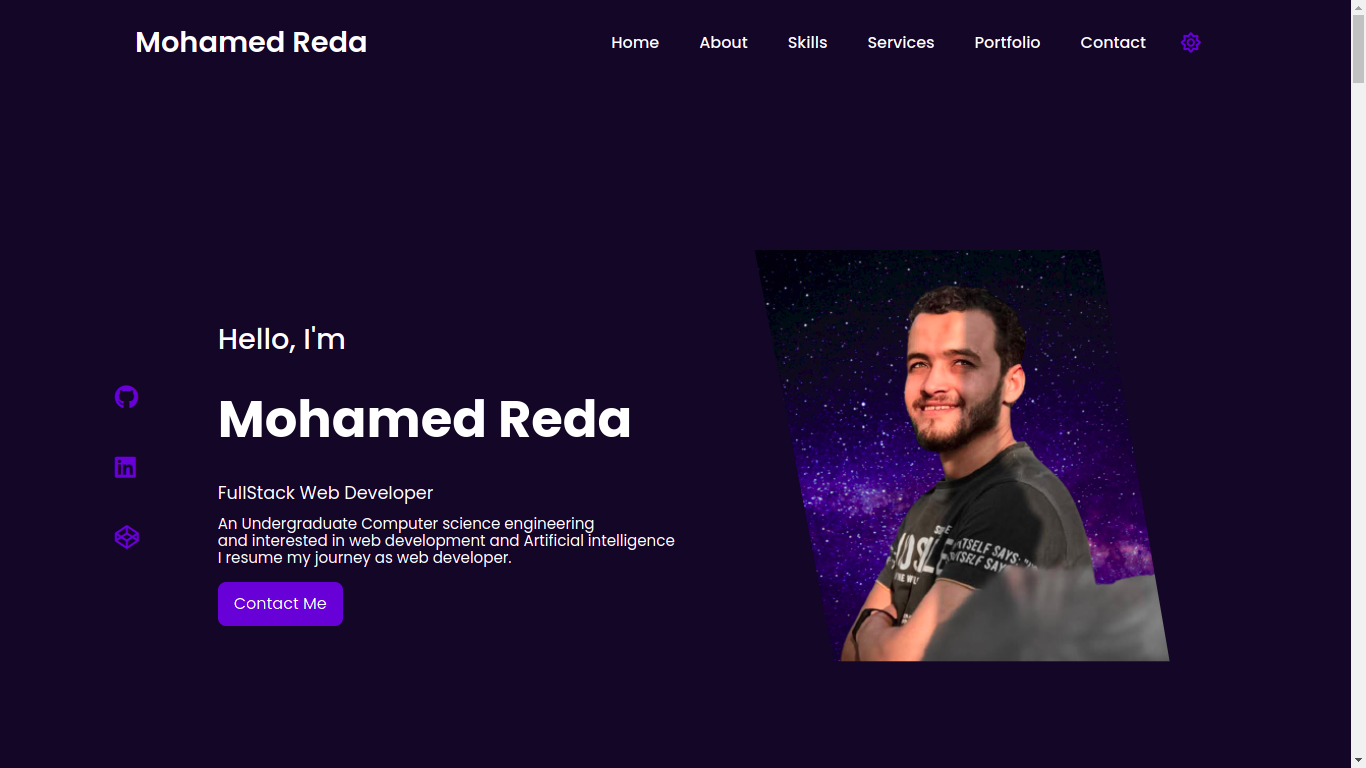 Mohamed Reda
Home About Skills Services Portfolio Contact
Hello, I'm
Mohamed Reda
FullStack Web Developer
An Undergraduate Computer science engineering
and interested in web development and Artificial intelligence
I resume my journey as web developer.
Contact Me